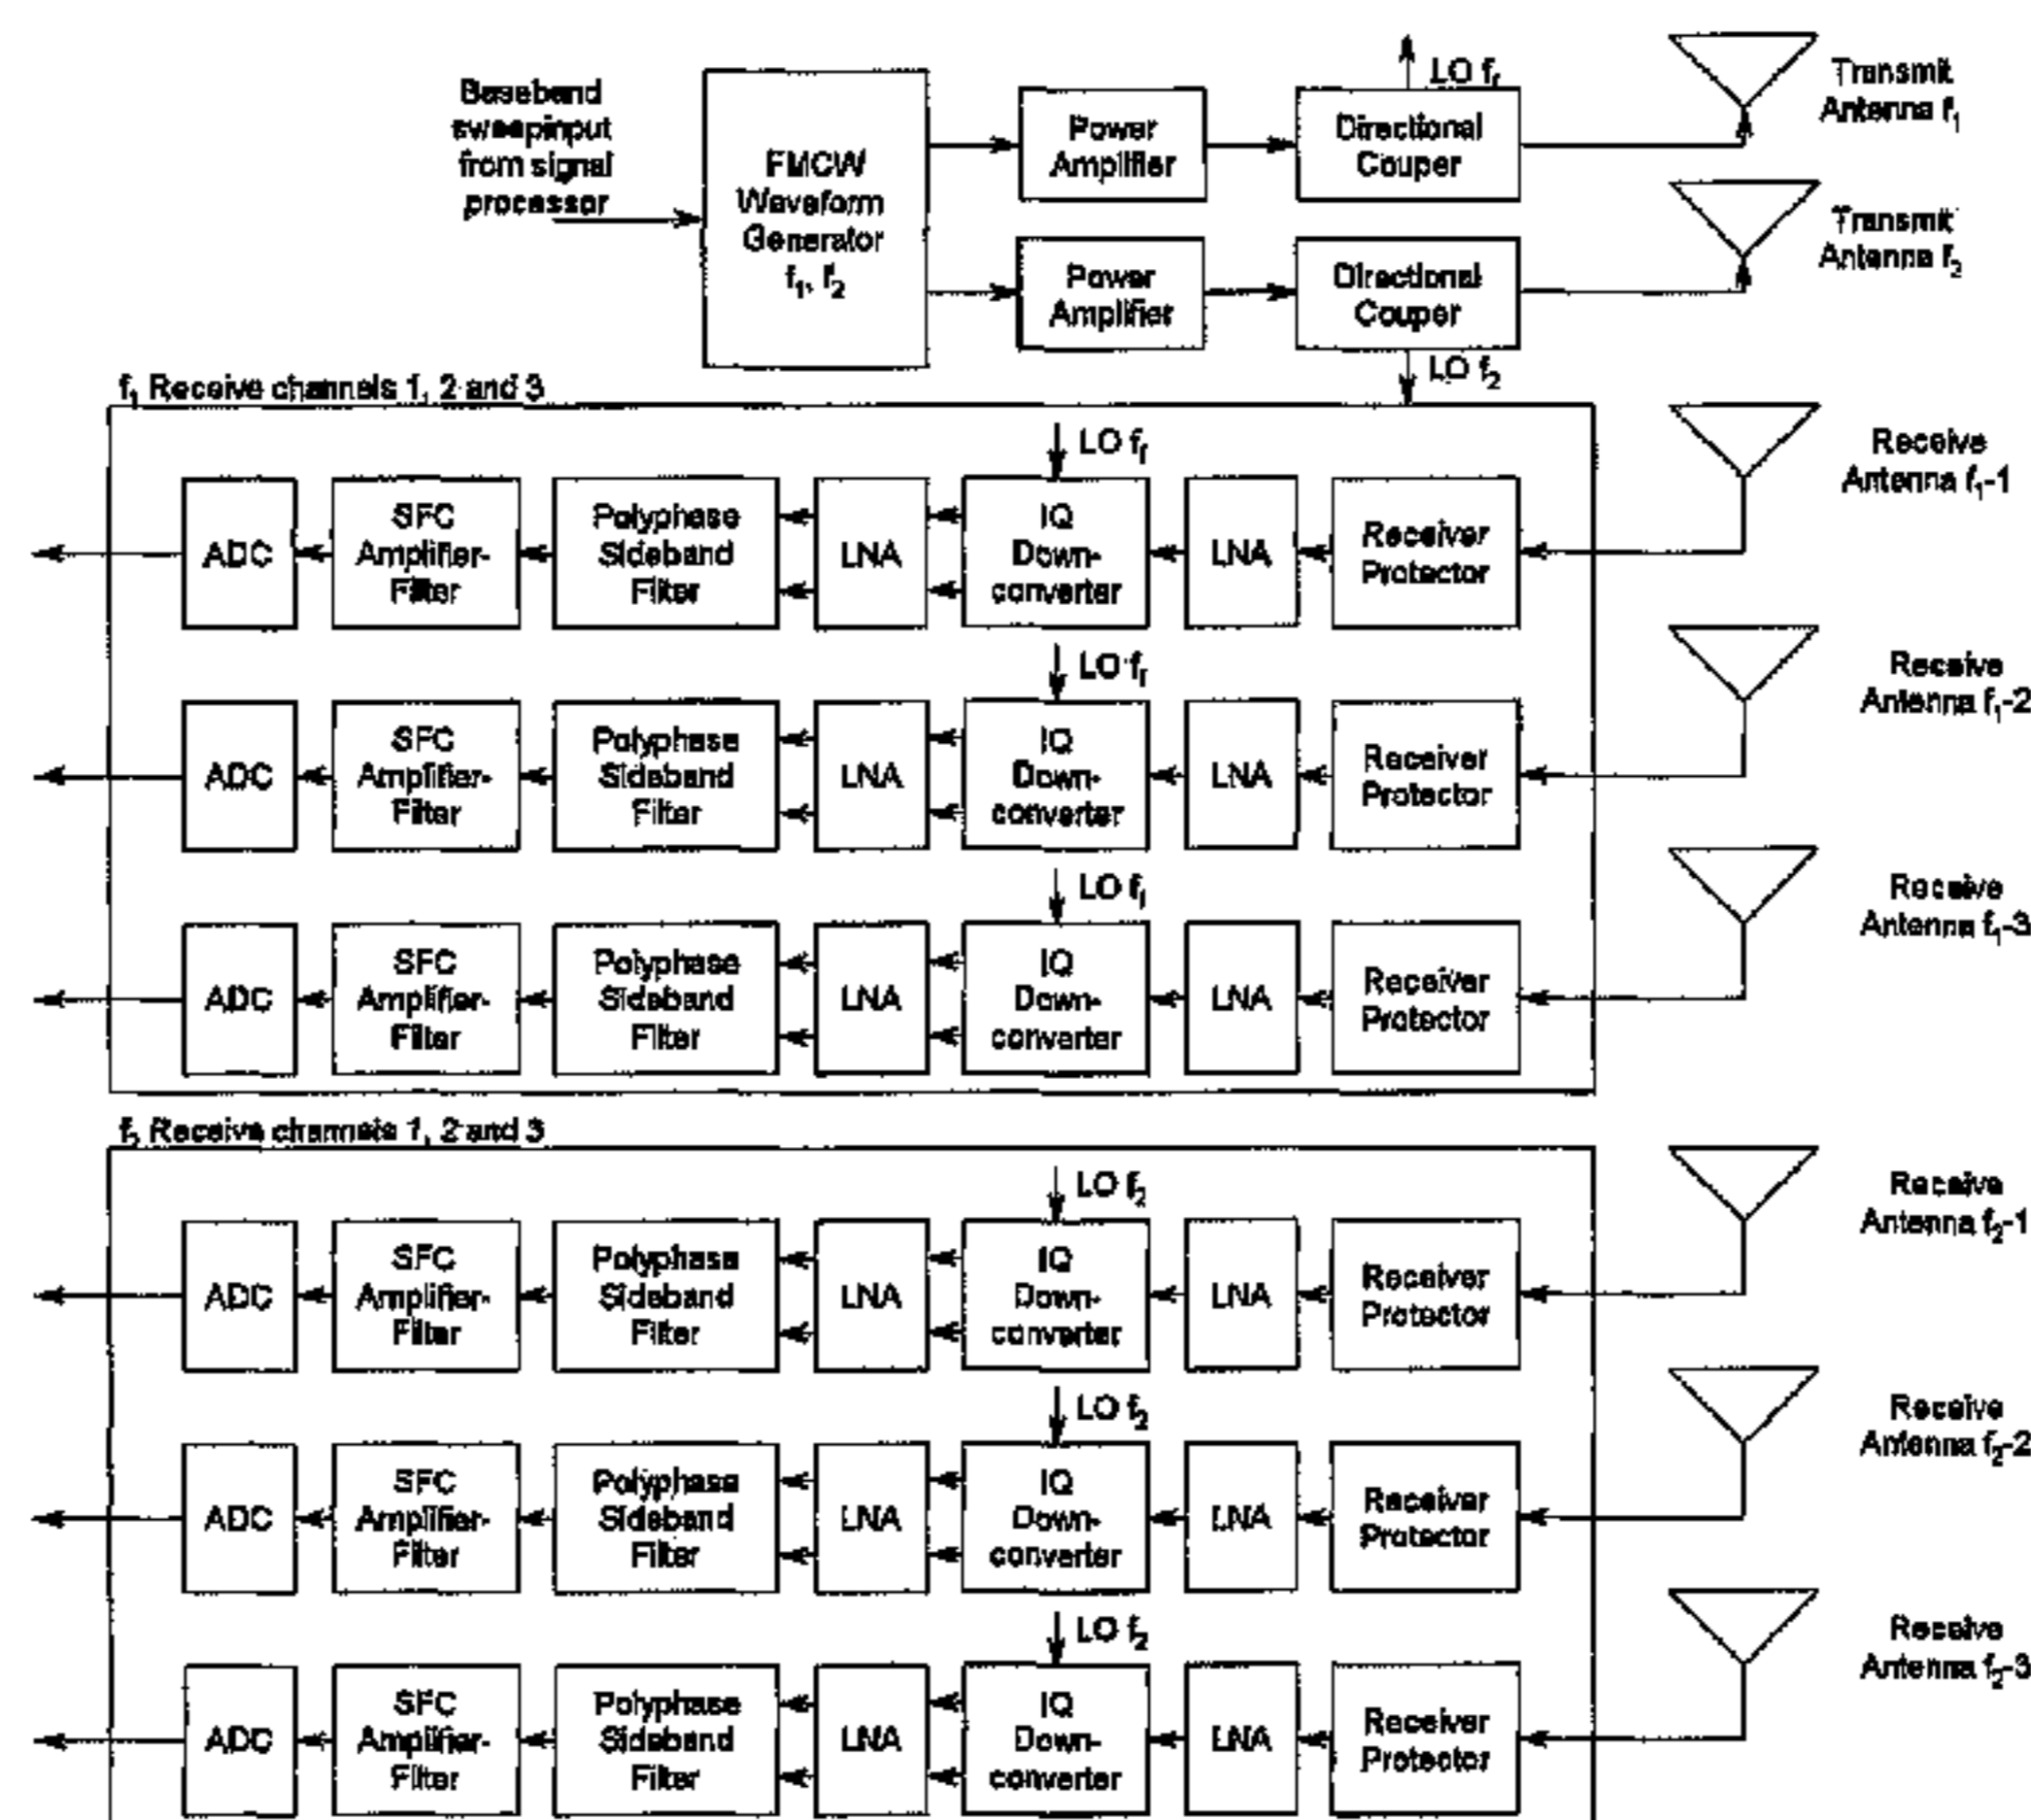 Baseband
sweepinput
from signal
processor
FMCW
Waveform
Generator
f₁, f₂
Power
Amplifier
Directional
Couper
LO f₁
Transmit
Antenna f₁
Power
Amplifier
Directional
Couper
LO f₂
Transmit
Antenna f₂
f₁ Receive channels 1, 2 and 3
LO f₁
ADC
SFC
Amplifier-
Filter
Polyphase
Sideband
Filter
LNA
IQ
Down-
converter
LNA
Receiver
Protector
Receive
Antenna f₁-1
LO f₁
ADC
SFC
Amplifier-
Filter
Polyphase
Sideband
Filter
LNA
IQ
Down-
converter
LNA
Receiver
Protector
Receive
Antenna f₁-2
LO f₁
ADC
SFC
Amplifier-
Filter
Polyphase
Sideband
Filter
LNA
IQ
Down-
converter
LNA
Receiver
Protector
Receive
Antenna f₁-3
f₂ Receive channels 1, 2 and 3
LO f₂
ADC
SFC
Amplifier-
Filter
Polyphase
Sideband
Filter
LNA
IQ
Down-
converter
LNA
Receiver
Protector
Receive
Antenna f₂-1
LO f₂
ADC
SFC
Amplifier-
Filter
Polyphase
Sideband
Filter
LNA
IQ
Down-
converter
LNA
Receiver
Protector
Receive
Antenna f₂-2
LO f₂
ADC
SFC
Amplifier-
Filter
Polyphase
Sideband
Filter
LNA
IQ
Down-
converter
LNA
Receiver
Protector
Receive
Antenna f₂-3